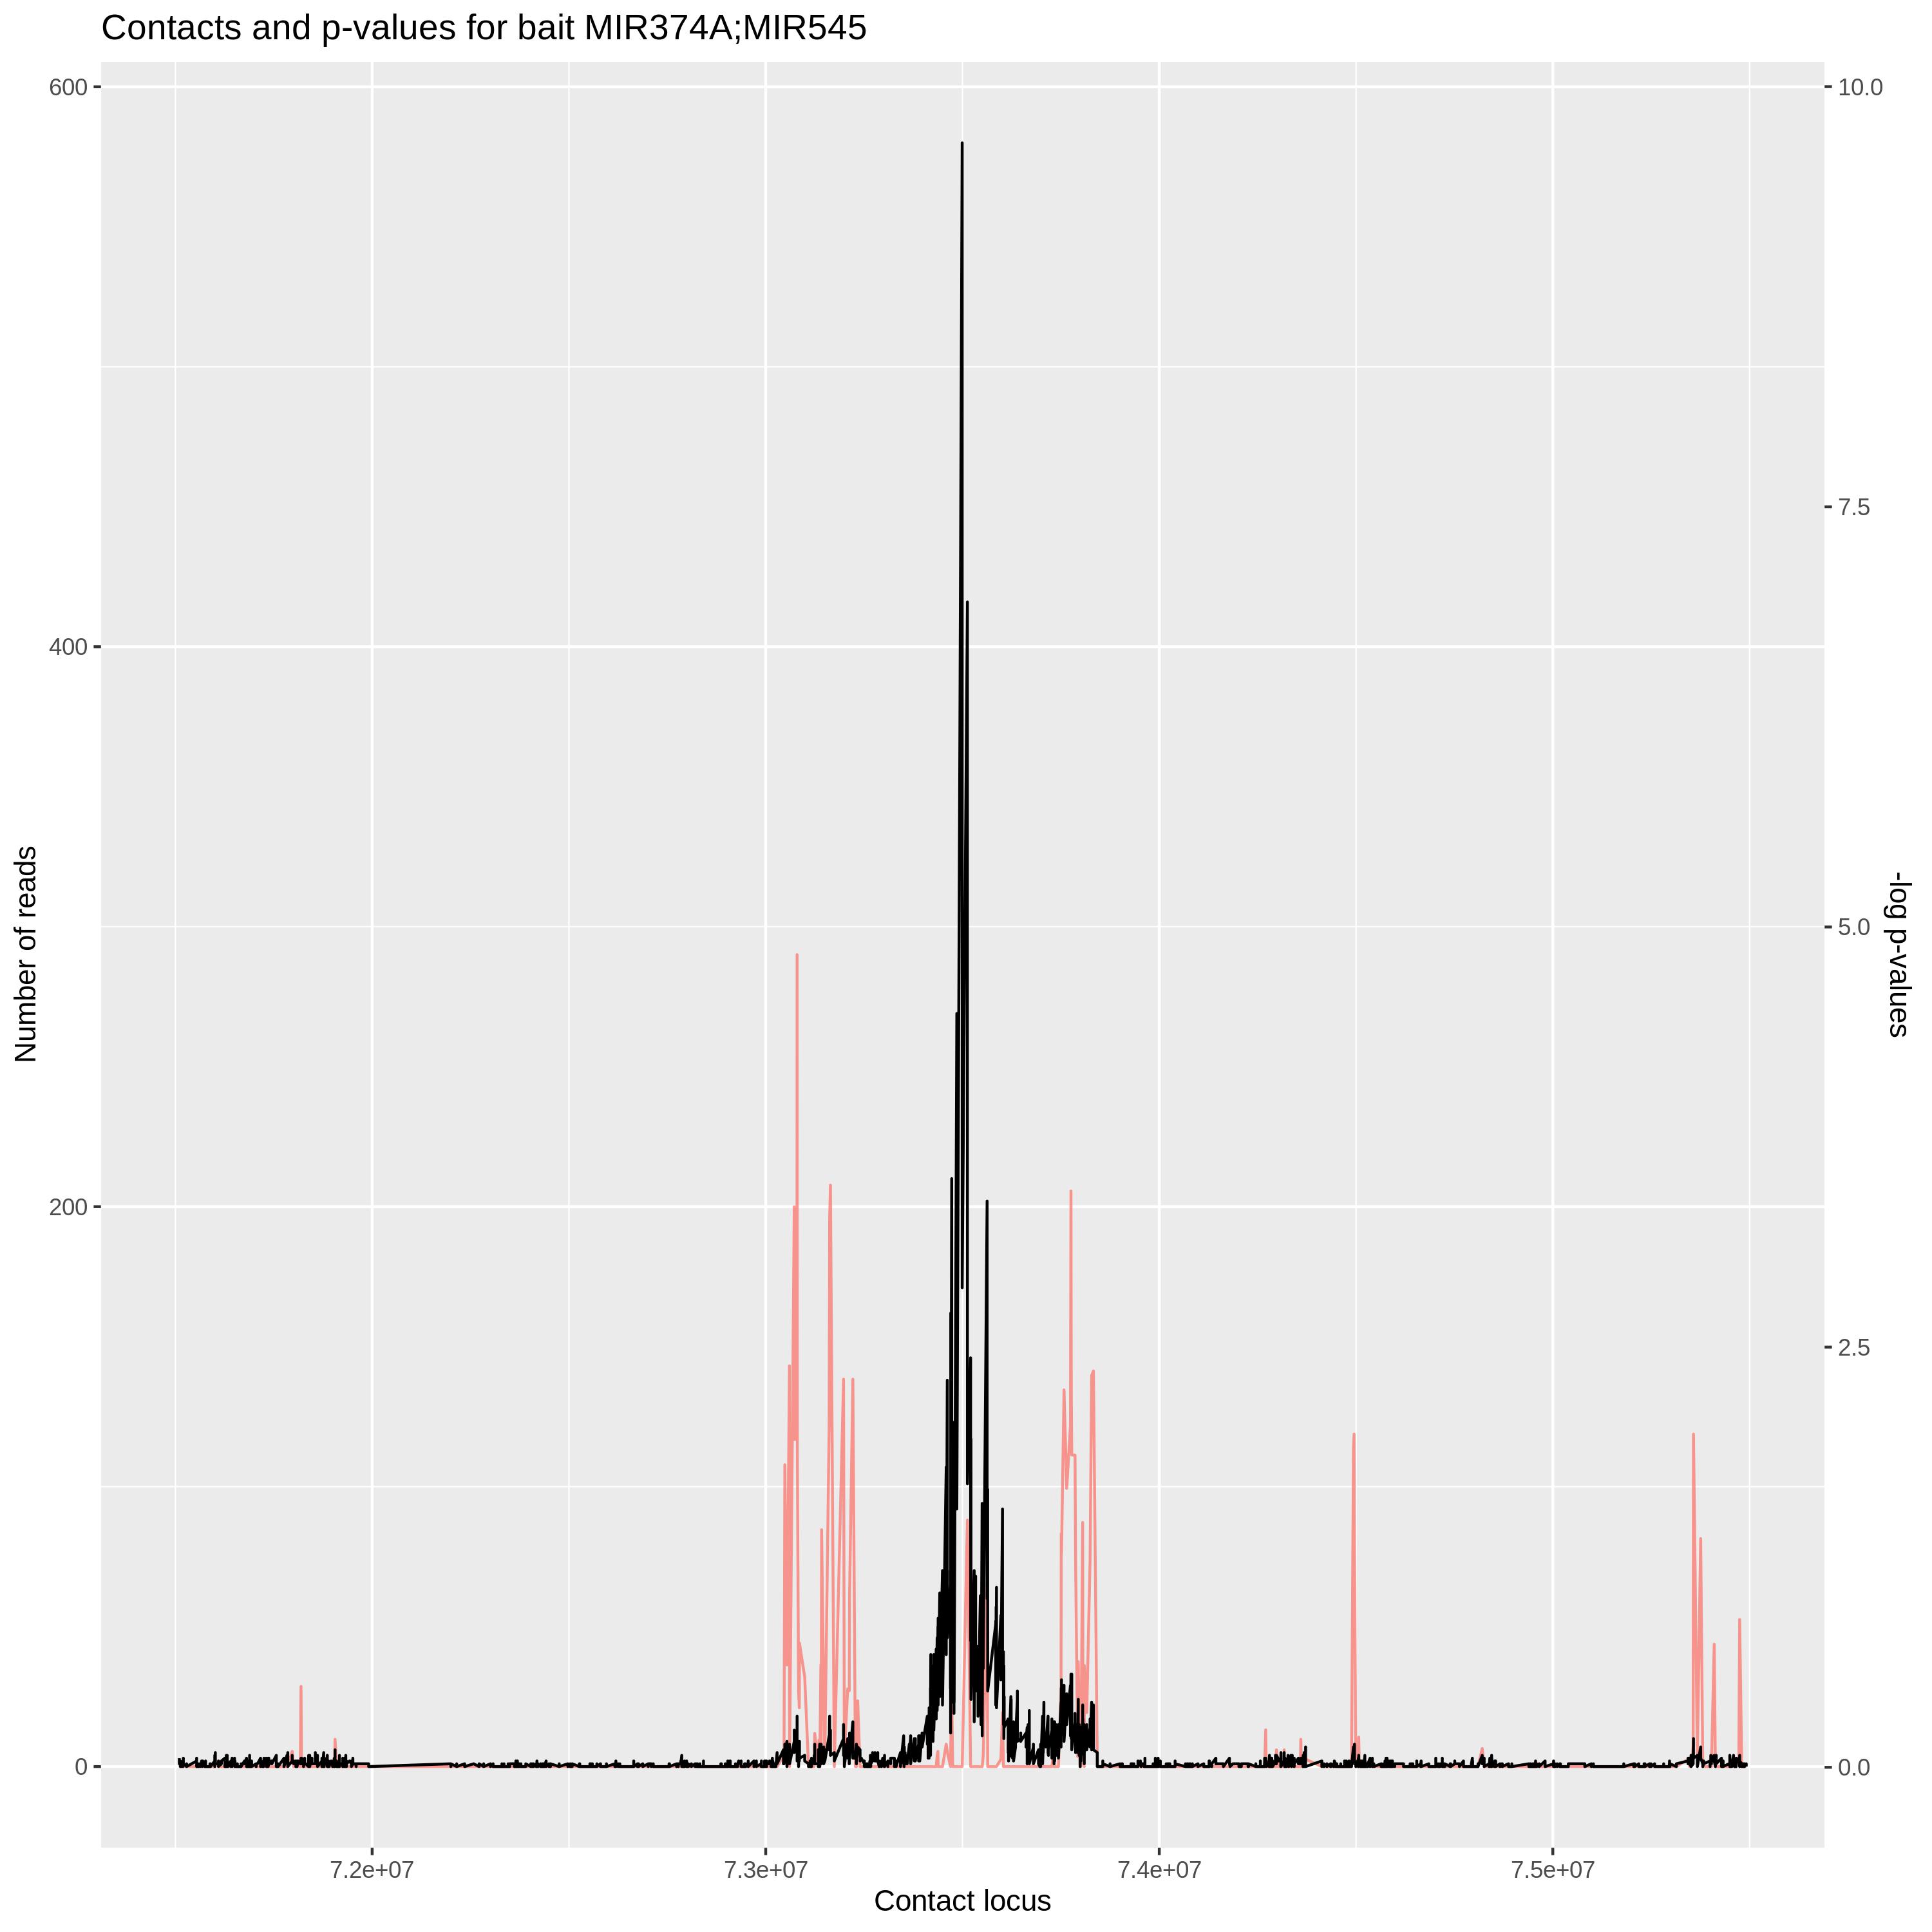 Contacts and p-values for bait MIR374A;MIR545
600
400
200
0
Number of reads
10.0
7.5
5.0
2.5
0.0
-log p-values
7.2e+07
7.3e+07
7.4e+07
7.5e+07
Contact locus